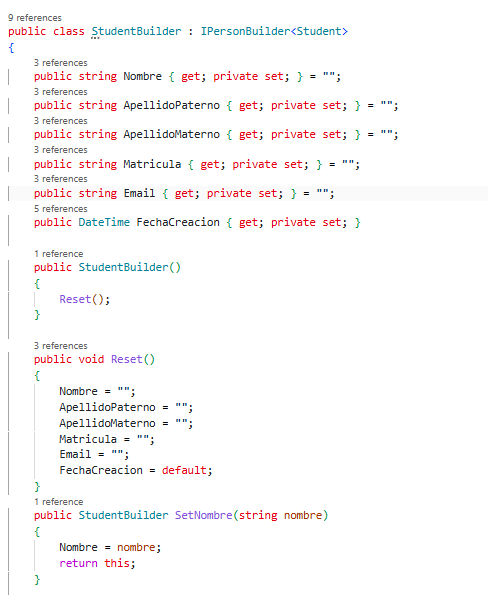 9 references
public class StudentBuilder : IPersonBuilder<Student>
{
3 references
public string Nombre { get; private set; } = "";
3 references
public string ApellidoPaterno { get; private set; } = "";
3 references
public string ApellidoMaterno { get; private set; } = "";
3 references
public string Matricula { get; private set; } = "";
3 references
public string Email { get; private set; } = "";
5 references
public DateTime FechaCreacion { get; private set; }
1 reference
public StudentBuilder()
{
Reset();
}
3 references
public void Reset()
{
Nombre = "";
ApellidoPaterno = "";
ApellidoMaterno = "";
Matricula = "";
Email = "";
FechaCreacion = default;
}
1 reference
public StudentBuilder SetNombre(string nombre)
{
Nombre = nombre;
return this;
}